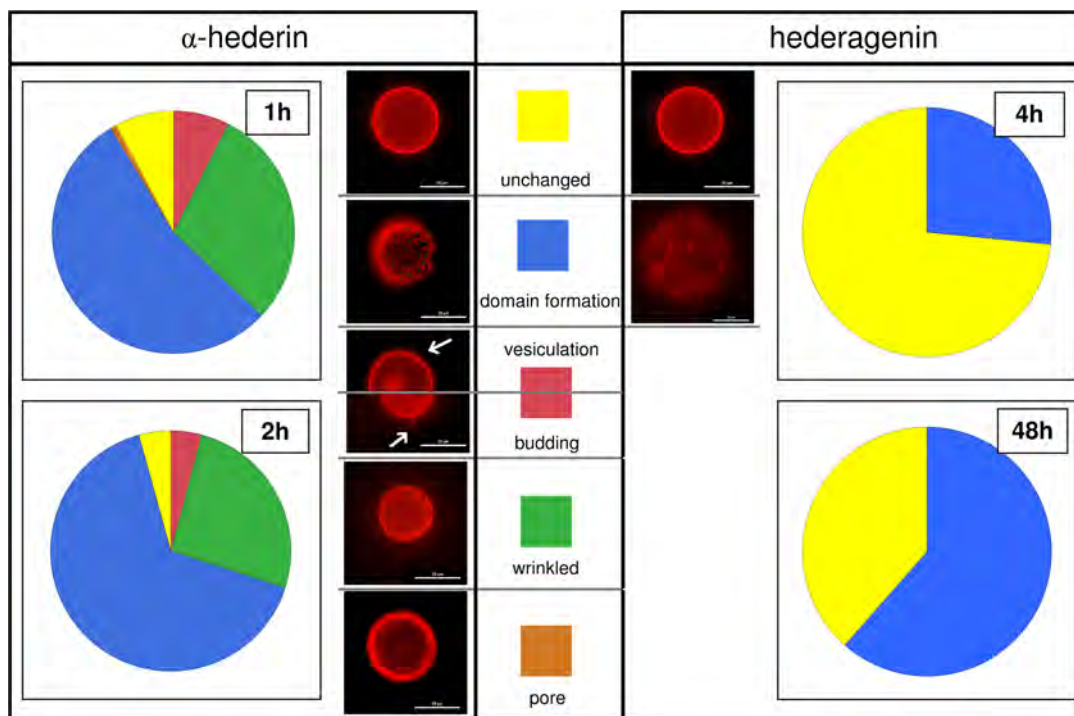 α-hederin
hederagenin
1h
4h
unchanged
domain formation
vesiculation
budding
2h
48h
wrinkled
pore